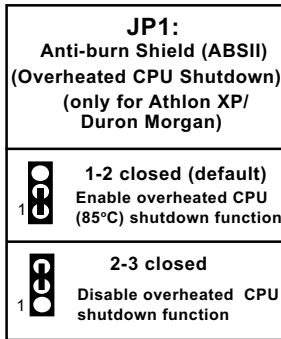 JP1:
Anti-burn Shield (ABSII)
(Overheated CPU Shutdown)
(only for Athlon XP/
Duron Morgan)
1-2 closed (default)
Enable overheated CPU
(85°C) shutdown function
1
2-3 closed
Disable overheated CPU
shutdown function
1